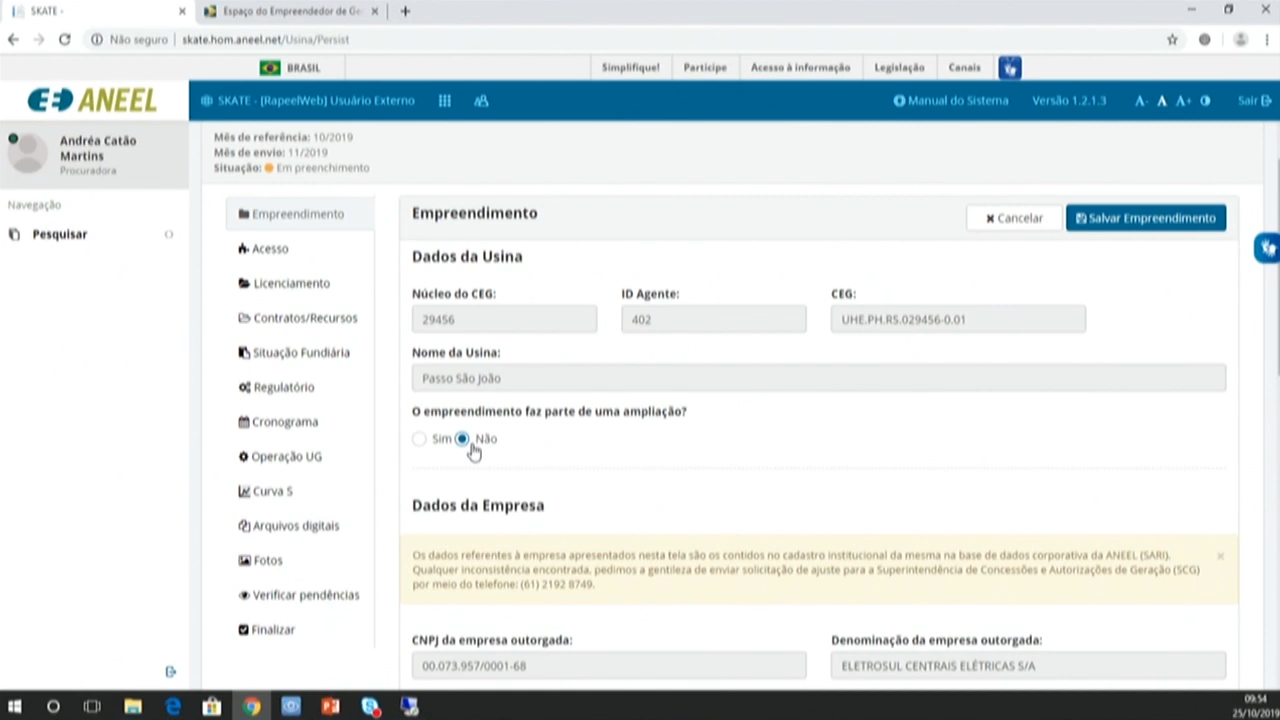 SKATE -
Espaço do Empreendedor de G
Não seguro | skate.hom.aneel.net/Usina/Persist
BRASIL
Simplifique! Participe Acesso à informação Legislação Canais
ANEEL
SKATE - [RapeelWeb] Usuário Externo
Manual do Sistema Versão 1.2.1.3 A- A A+ Sair
Andréa Catão
Martins
Procuradora
Navegação
Pesquisar
Mês de referência: 10/2019
Mês de envio: 11/2019
Situação: Em preenchimento
Empreendimento
Acesso
Licenciamento
Contratos/Recursos
Situação Fundiária
Regulatório
Cronograma
Operação UG
Curva S
Arquivos digitais
Fotos
Verificar pendências
Finalizar
Empreendimento
Cancelar Salvar Empreendimento
Dados da Usina
Núcleo do CEG: ID Agente: CEG:
29456 402 UHE.PH.RS.029456-0.01
Nome da Usina:
Passo São João
O empreendimento faz parte de uma ampliação?
Sim Não
Dados da Empresa
Os dados referentes à empresa apresentados nesta tela são os contidos no cadastro institucional da mesma na base de dados corporativa da ANEEL (SARI).
Qualquer inconsistência encontrada, pedimos a gentileza de enviar solicitação de ajuste para a Superintendência de Concessões e Autorizações de Geração (SCG)
por meio do telefone: (61) 2192 8749.
CNPJ da empresa outorgada: Denominação da empresa outorgada:
00.073.957/0001-68 ELETROSUL CENTRAIS ELÉTRICAS S/A
09:54
25/10/2019